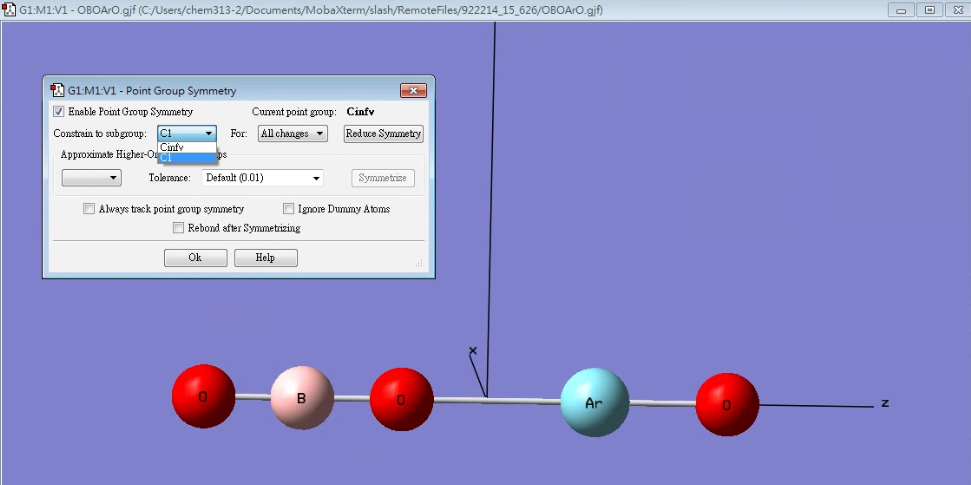 G1:M1:V1 - OBOArO.gjf (C:/Users/chem313-2/Documents/MobaXterm/slash/RemoteFiles/922214_15_626/OBOArO.gjf)
G1:M1:V1 - Point Group Symmetry
Enable Point Group Symmetry Current point group: Cinfv
Constrain to subgroup: C1 For: All changes Reduce Symmetry
Cinfv
C1
Approximate Higher-Or ps
Tolerance: Default (0.01) Symmetrize
Always track point group symmetry Ignore Dummy Atoms
Rebond after Symmetrizing
Ok Help
x
O B O Ar O z